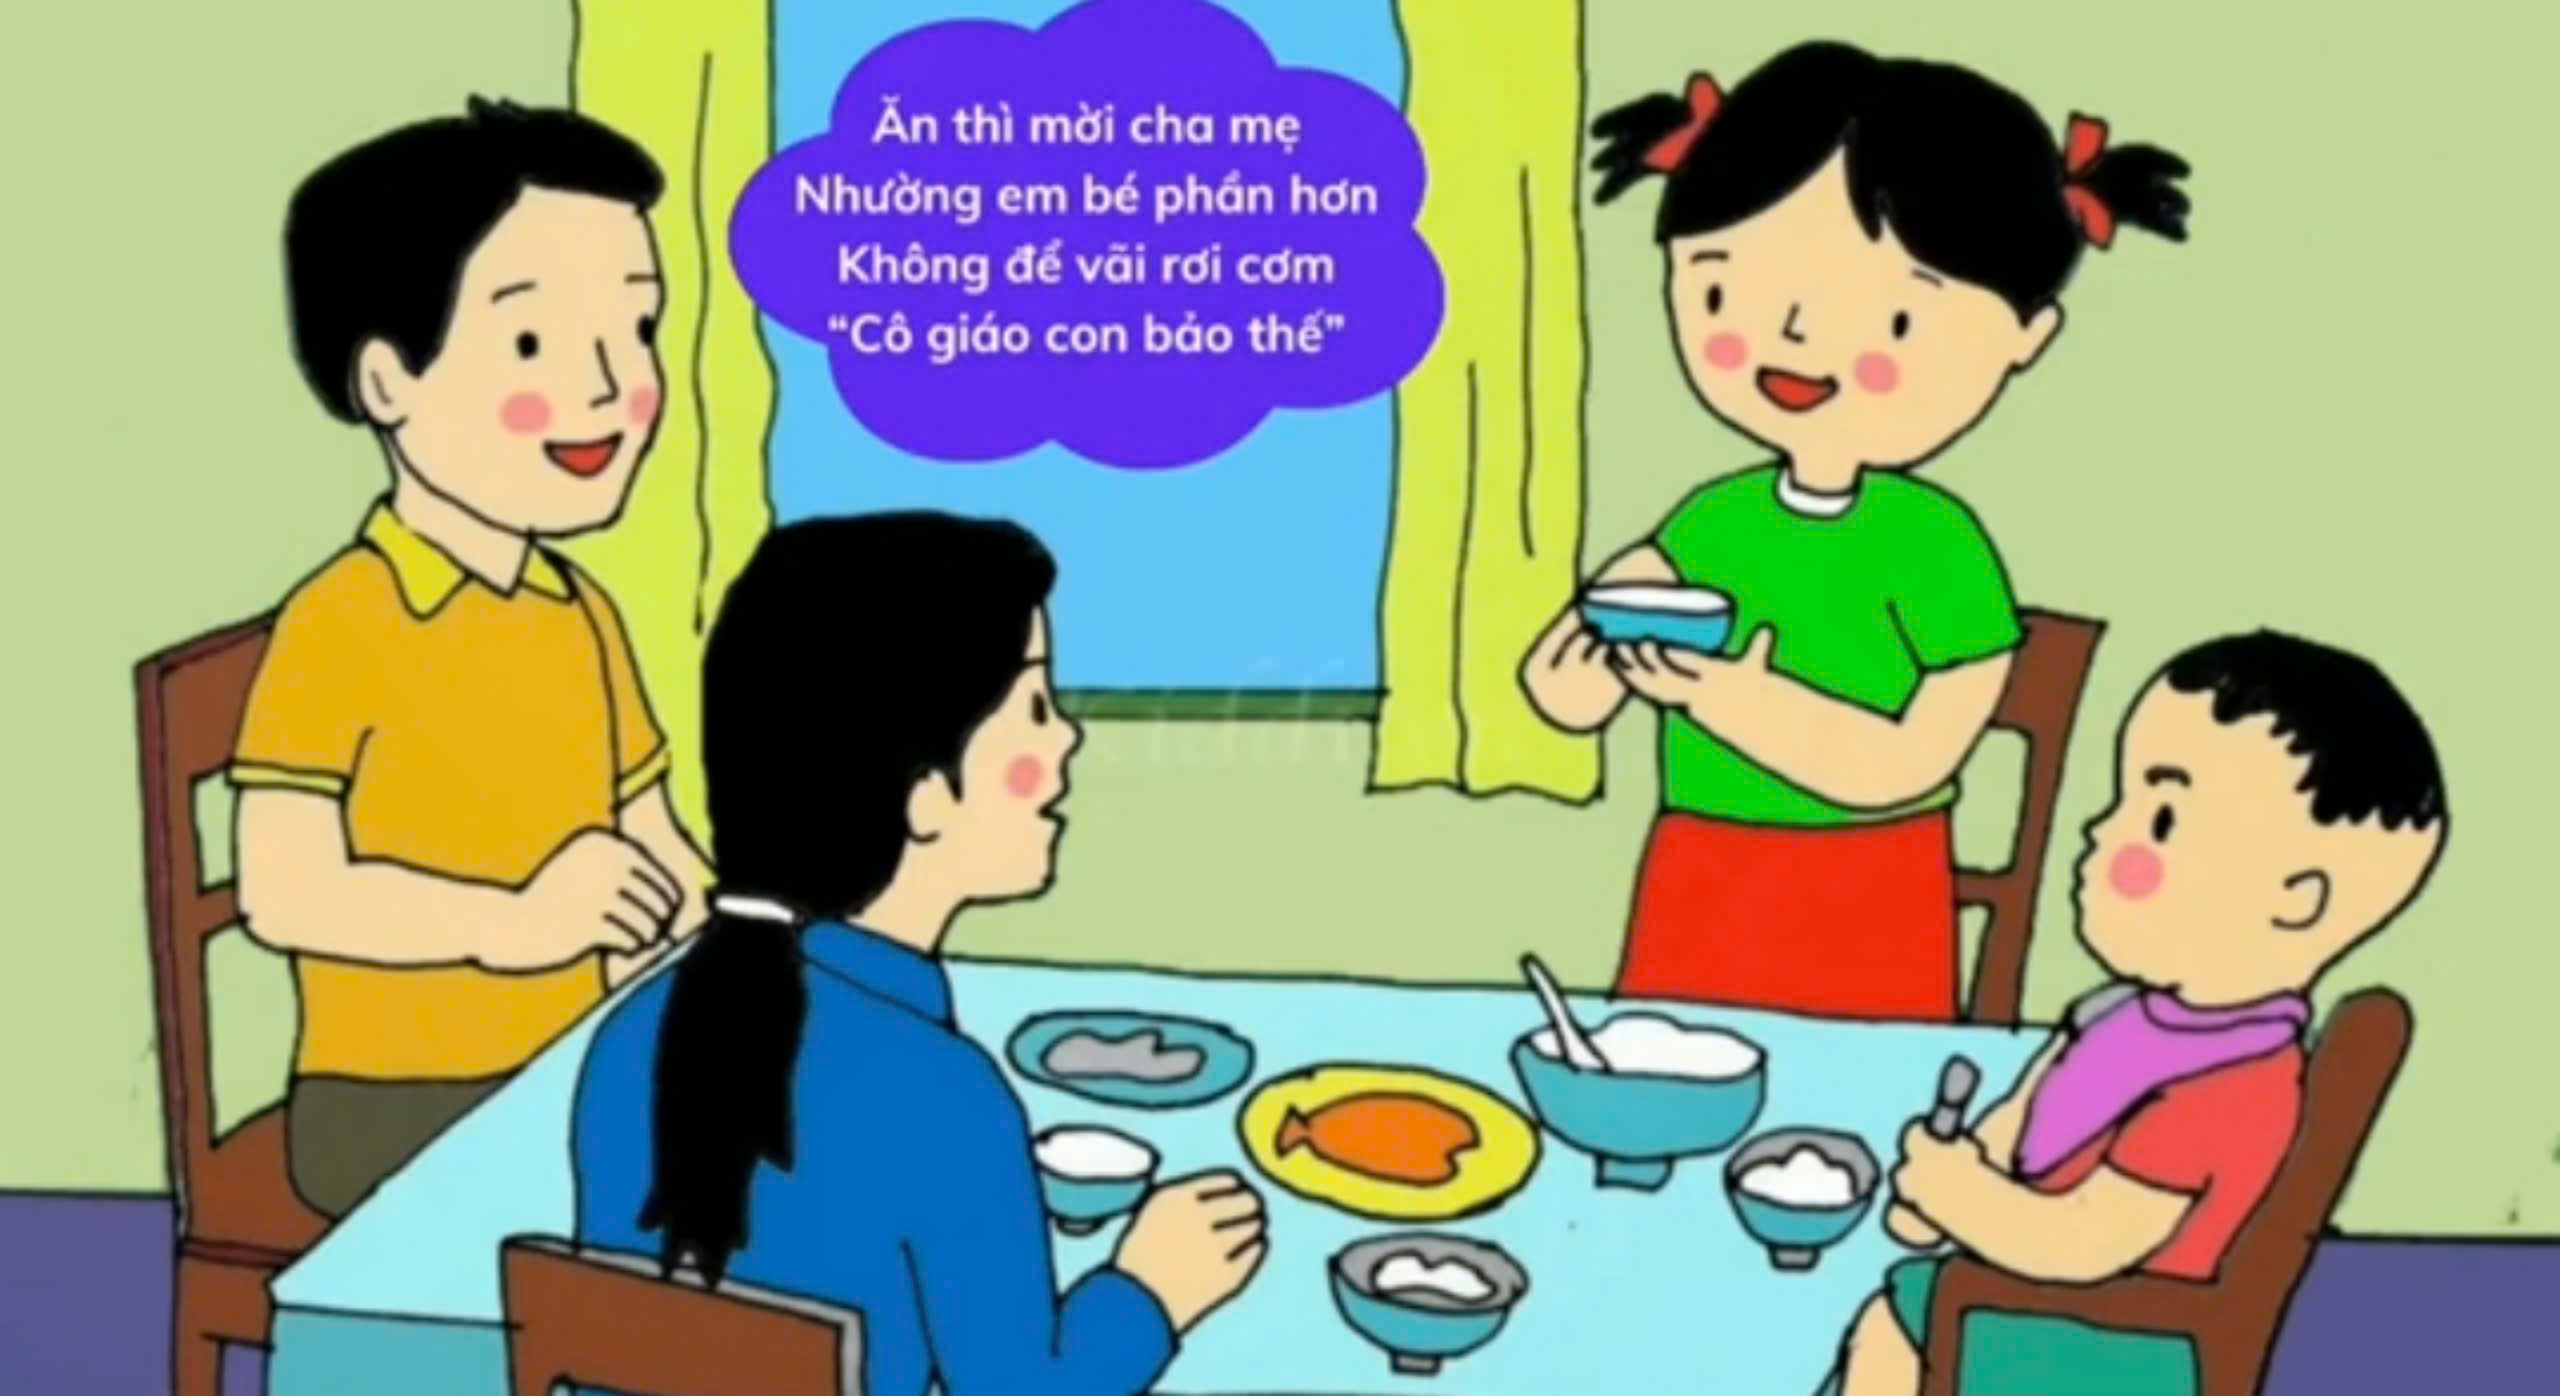 Ăn thì mời cha mẹ
Nhường em bé phần hơn
Không để vãi rơi cơm
“Cô giáo con bảo thế”